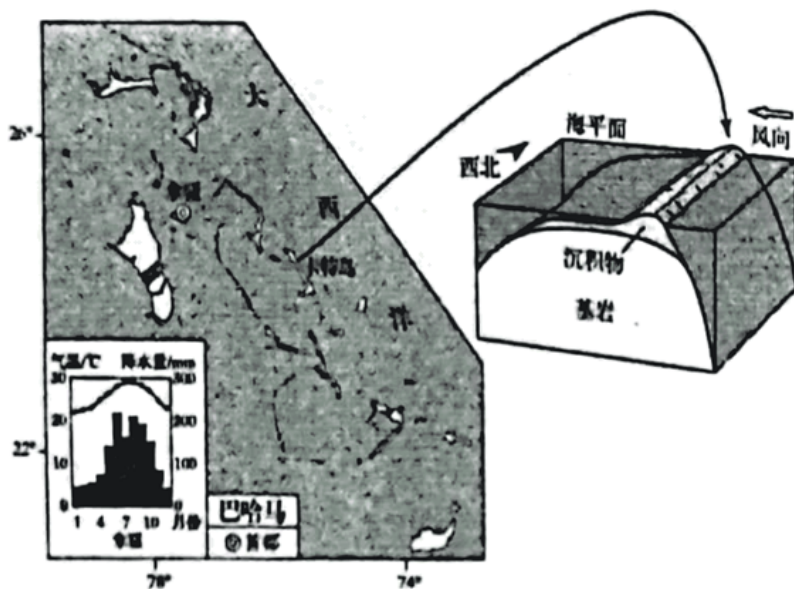 26°
22°
78°
74°
大
西
洋
拿骚
卡特岛
气温/℃ 降水量/mm
30 300
20 200
10 100
0 0
1 4 7 10 月份
拿骚
巴哈马
◎首都
海平面
风向
西北
沉积物
基岩